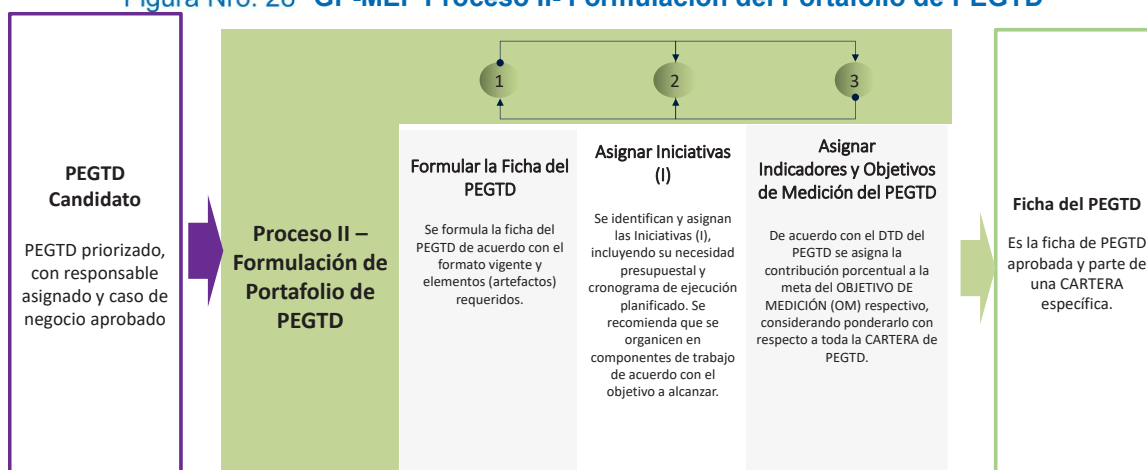 Figura Nro. 28 GP-MEP Proceso II- Formulación del Portafolio de PEGTD
PEGTD
Candidato
PEGTD priorizado,
con responsable
asignado y caso de
negocio aprobado
Proceso II –
Formulación de
Portafolio de
PEGTD
1
2
3
Formular la Ficha del
PEGTD
Se formula la ficha del
PEGTD de acuerdo con el
formato vigente y
elementos (artefactos)
requeridos.
Asignar Iniciativas
(I)
Se identifican y asignan
las Iniciativas (I),
incluyendo su necesidad
presupuestal y
cronograma de ejecución
planificado. Se
recomienda que se
organicen en
componentes de trabajo
de acuerdo con el
objetivo a alcanzar.
Asignar
Indicadores y Objetivos
de Medición del PEGTD
De acuerdo con el DTD del
PEGTD se asigna la
contribución porcentual a la
meta del OBJETIVO DE
MEDICIÓN (OM) respectivo,
considerando ponderarlo con
respecto a toda la CARTERA de
PEGTD.
Ficha del PEGTD
Es la ficha de PEGTD
aprobada y parte de
una CARTERA
específica.